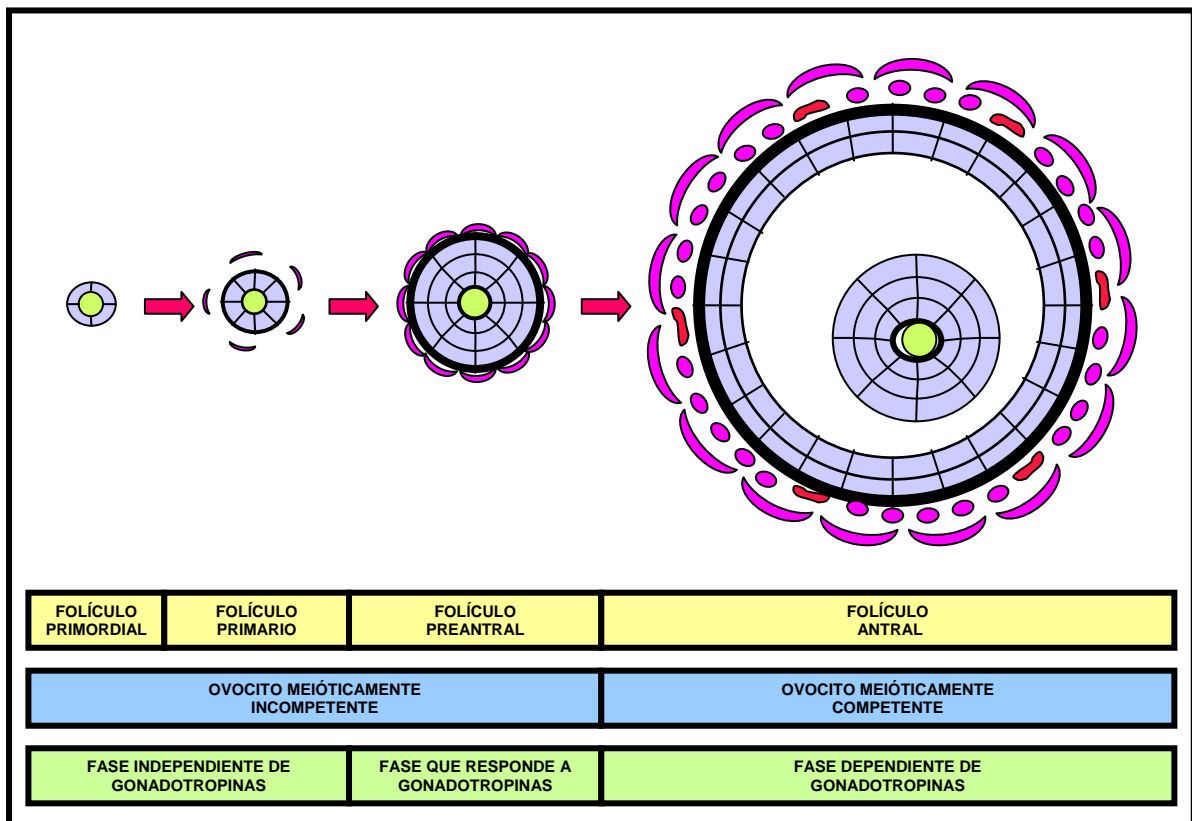 FOLÍCULO
PRIMORDIAL
FOLÍCULO
PRIMARIO
FOLÍCULO
PREANTRAL
FOLÍCULO
ANTRAL
OVOCITO MEIÓTICAMENTE
INCOMPETENTE
OVOCITO MEIÓTICAMENTE
COMPETENTE
FASE INDEPENDIENTE DE
GONADOTROPINAS
FASE QUE RESPONDE A
GONADOTROPINAS
FASE DEPENDIENTE DE
GONADOTROPINAS